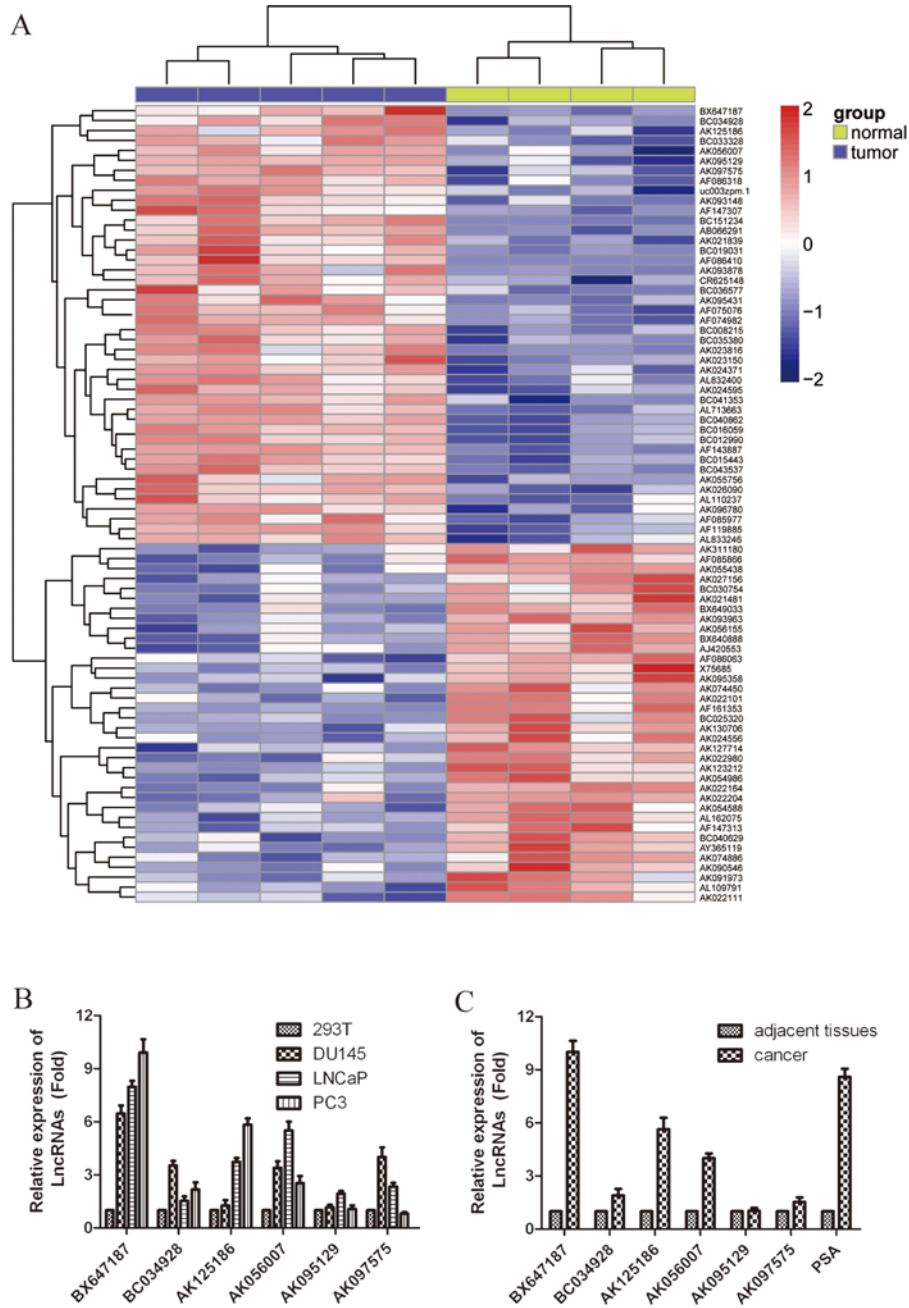 A
BX647187
BC034928
AK125186
BC033328
AK056007
AK095129
AK097575
AF086318
uc003zpm.1
AK093148
AF147307
BC151234
AB066291
AK021839
BC019031
AF086410
AK093878
CR625148
BC036577
AK095431
AF075076
AF074982
BC008215
BC035380
AK023816
AK023150
AK024371
AL832400
AK024595
BC041353
AL713663
BC040862
BC016059
BC012990
AF143887
BC015443
BC043537
AK055756
AK026090
AL110237
AK096780
AF085977
AF119885
AL833246
AK311180
AF085866
AK055438
AK027156
BC030754
AK021481
BX649033
AK093963
AK056155
BX640888
AJ420553
AF086063
X75685
AK095358
AK074450
AK022101
AF161353
BC025320
AK130706
AK024556
AK127714
AK022980
AK123212
AK054986
AK022164
AK022204
AK054588
AL162075
AF147313
BC040629
AY365119
AK074886
AK090546
AK091973
AL109791
AK022111
2
1
0
−1
−2
group
normal
tumor
B
Relative expression of
LncRNAs (Fold)
12
9
6
3
0
293T
DU145
LNCaP
PC3
BX647187
BC034928
AK125186
AK056007
AK095129
AK097575
C
Relative expression of
LncRNAs (Fold)
12
9
6
3
0
adjacent tissues
cancer
BX647187
BC034928
AK125186
AK056007
AK095129
AK097575
PSA